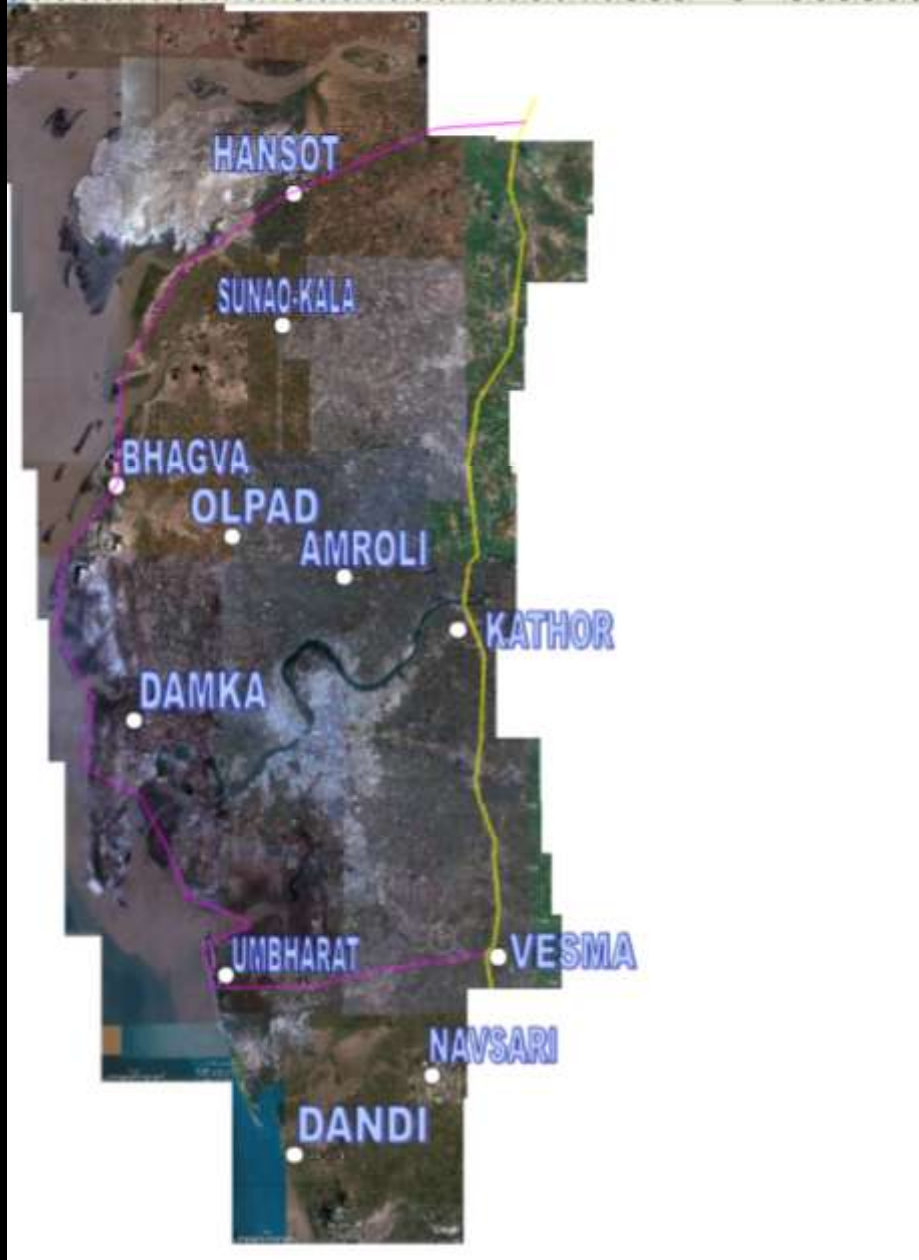 HANSOT
SUNAO-KALA
BHAGVA
OLPAD
AMROLI
KATHOR
DAMKA
UMBHARAT
VESMA
NAVSARI
DANDI